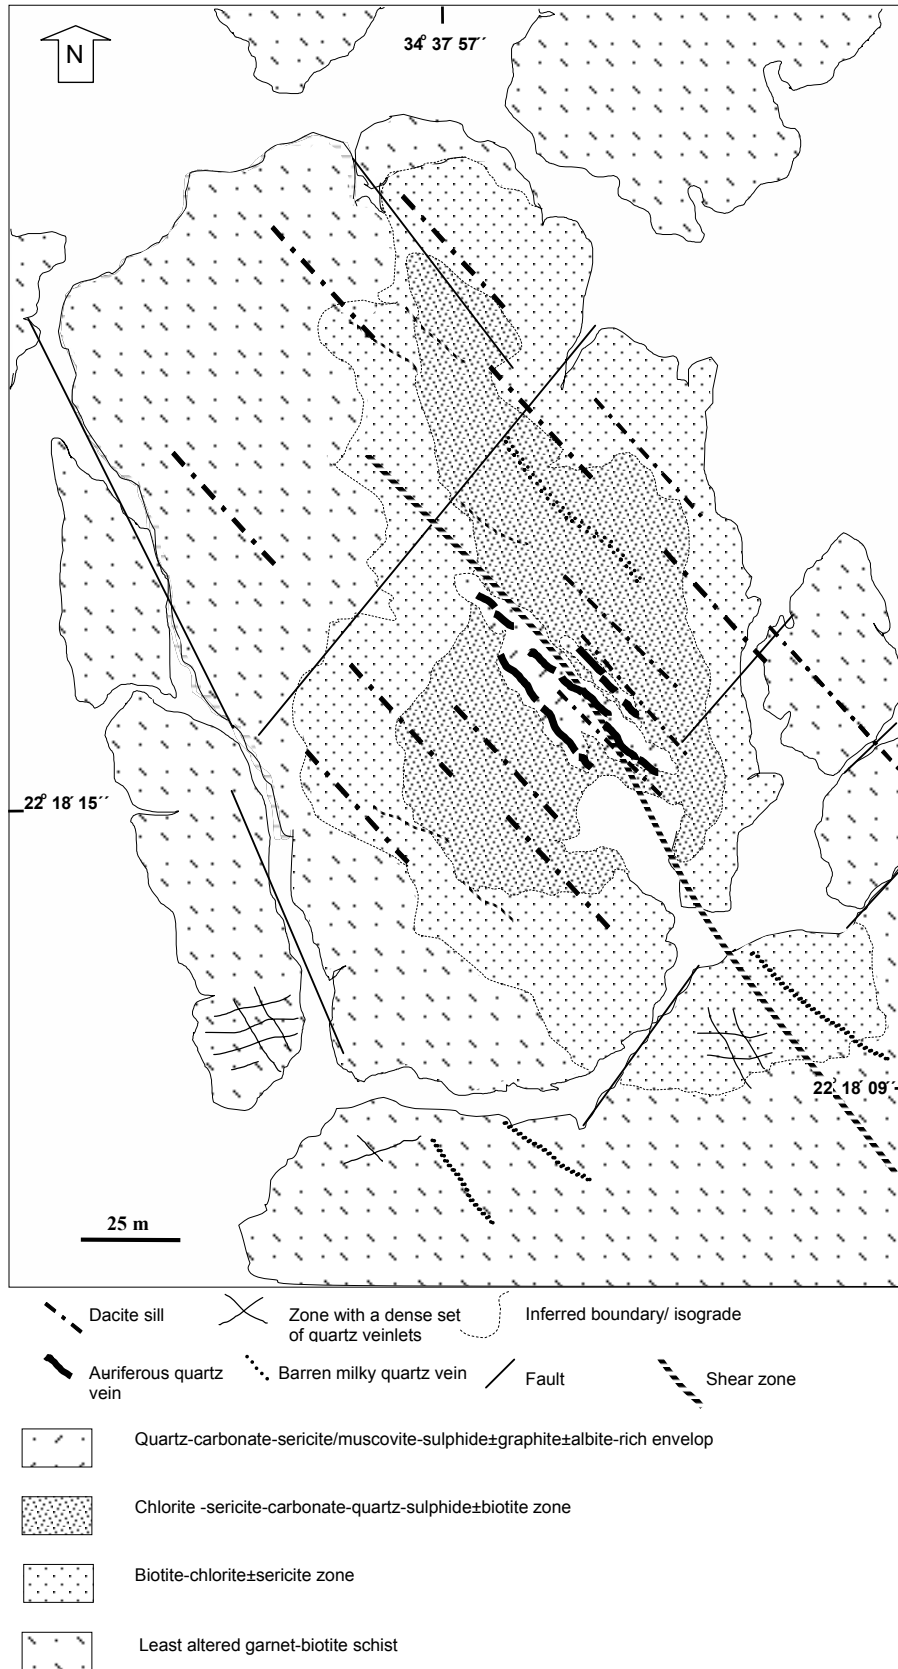 N
34° 37´ 57´´
22° 18´ 15´´
22° 18´ 09´´
25 m
Dacite sill
Zone with a dense set
of quartz veinlets
Inferred boundary/ isograde
Auriferous quartz
vein
Barren milky quartz vein
Fault
Shear zone
Quartz-carbonate-sericite/muscovite-sulphide±graphite±albite-rich envelop
Chlorite -sericite-carbonate-quartz-sulphide±biotite zone
Biotite-chlorite±sericite zone
Least altered garnet-biotite schist